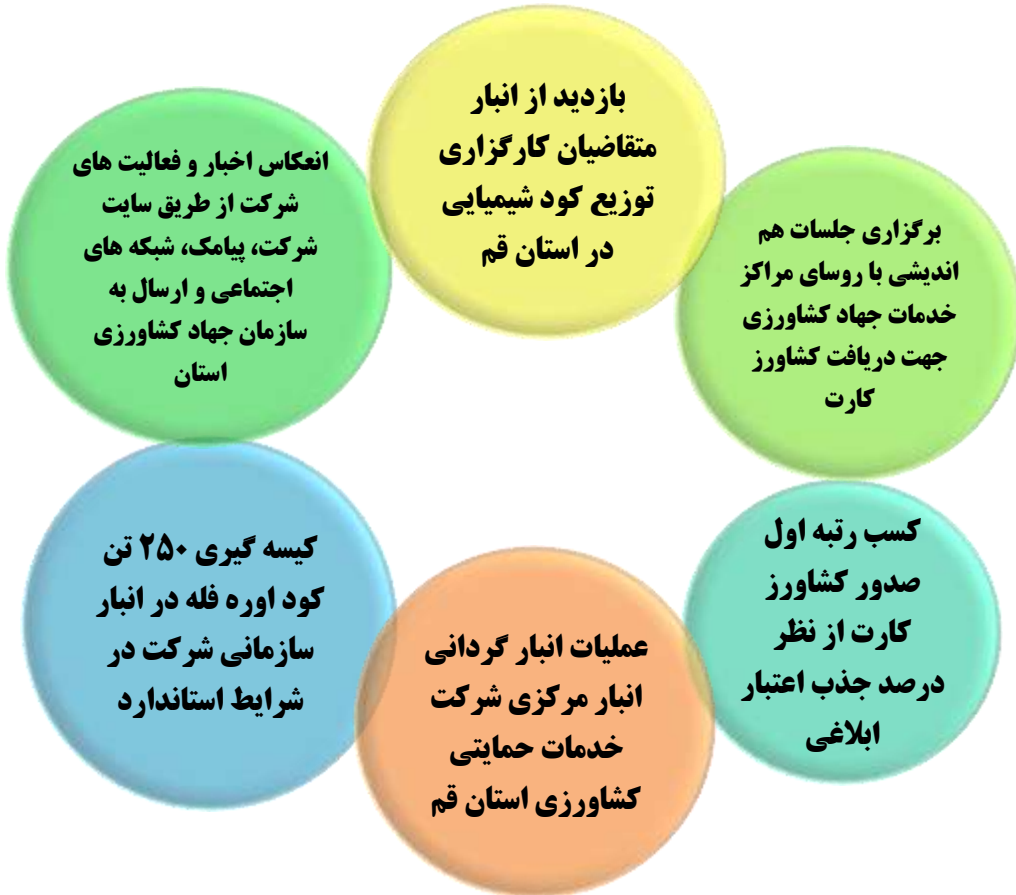 بازدید از انبار
متقاضیان کارگزاری
توزیع کود شیمیایی
در استان قم
برگزاری جلسات هم
اندیشی با روسای مراکز
خدمات جهاد کشاورزی
جهت دریافت کشاورز
کارت
کسب رتبه اول
صدور کشاورز
کارت از نظر
درصد جذب اعتبار
ابلاغی
عملیات انبار گردانی
انبار مرکزی شرکت
خدمات حمایتی
کشاورزی استان قم
کیسه گیری ۲۵۰ تن
کود اوره فله در انبار
سازمانی شرکت در
شرایط استاندارد
انعکاس اخبار و فعالیت های
شرکت از طریق سایت
شرکت، پیامک، شبکه های
اجتماعی و ارسال به
سازمان جهاد کشاورزی
استان